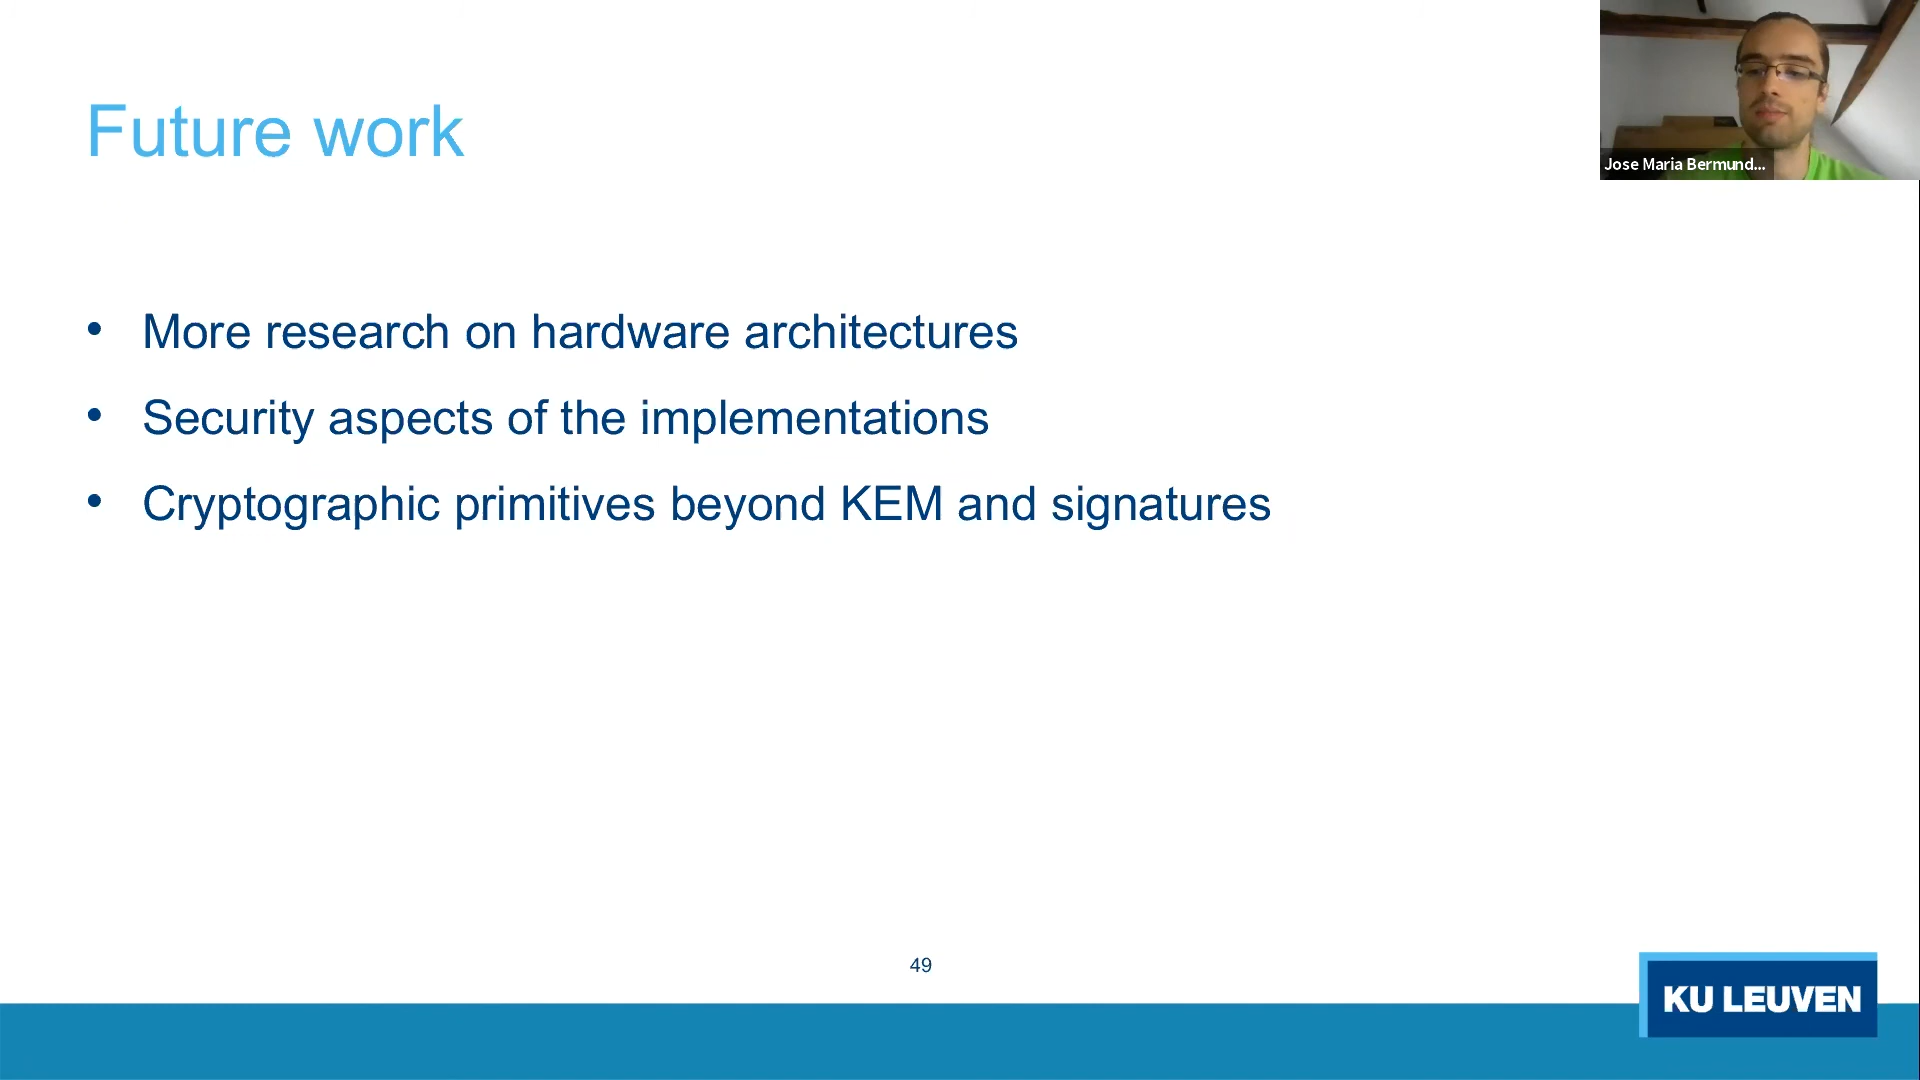 Future work
Jose Maria Bermund...
• More research on hardware architectures
• Security aspects of the implementations
• Cryptographic primitives beyond KEM and signatures
49
KU LEUVEN